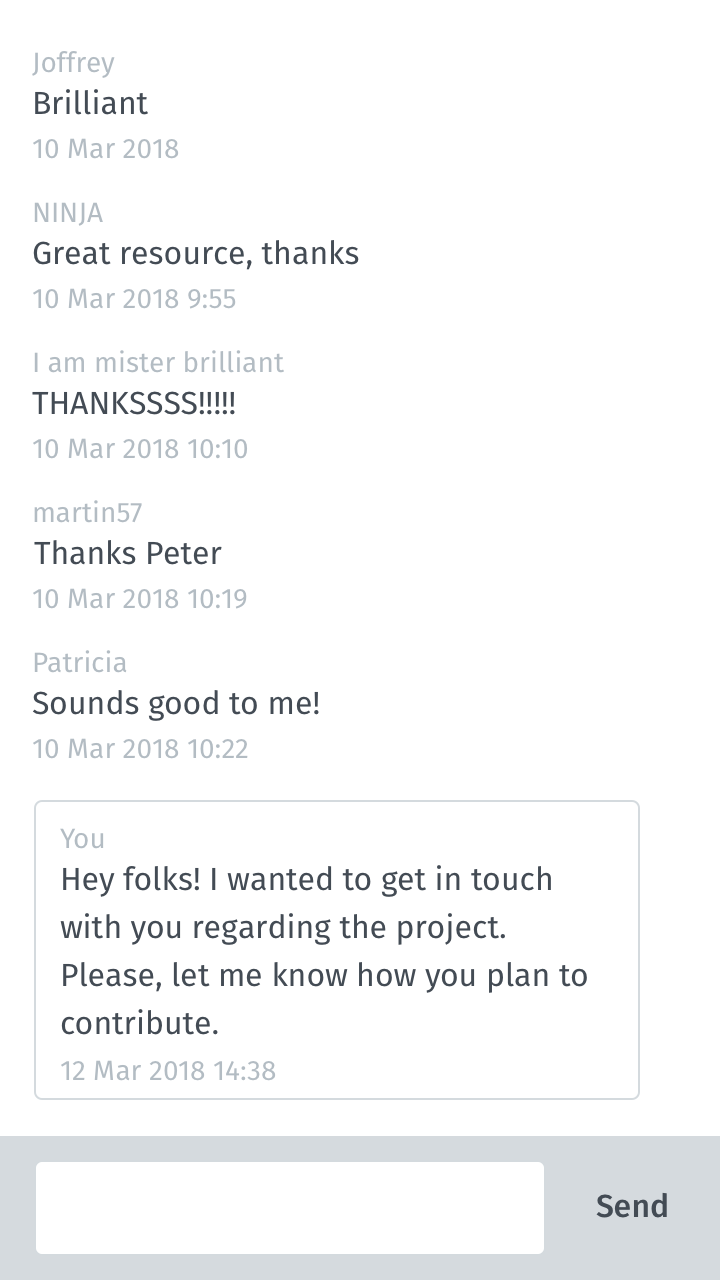 Joffrey
Brilliant
10 Mar 2018
NINJA
Great resource, thanks
10 Mar 2018 9:55
I am mister brilliant
THANKSSSS!!!!!
10 Mar 2018 10:10
martin57
Thanks Peter
10 Mar 2018 10:19
Patricia
Sounds good to me!
10 Mar 2018 10:22
You
Hey folks! I wanted to get in touch
with you regarding the project.
Please, let me know how you plan to
contribute.
12 Mar 2018 14:38
Send